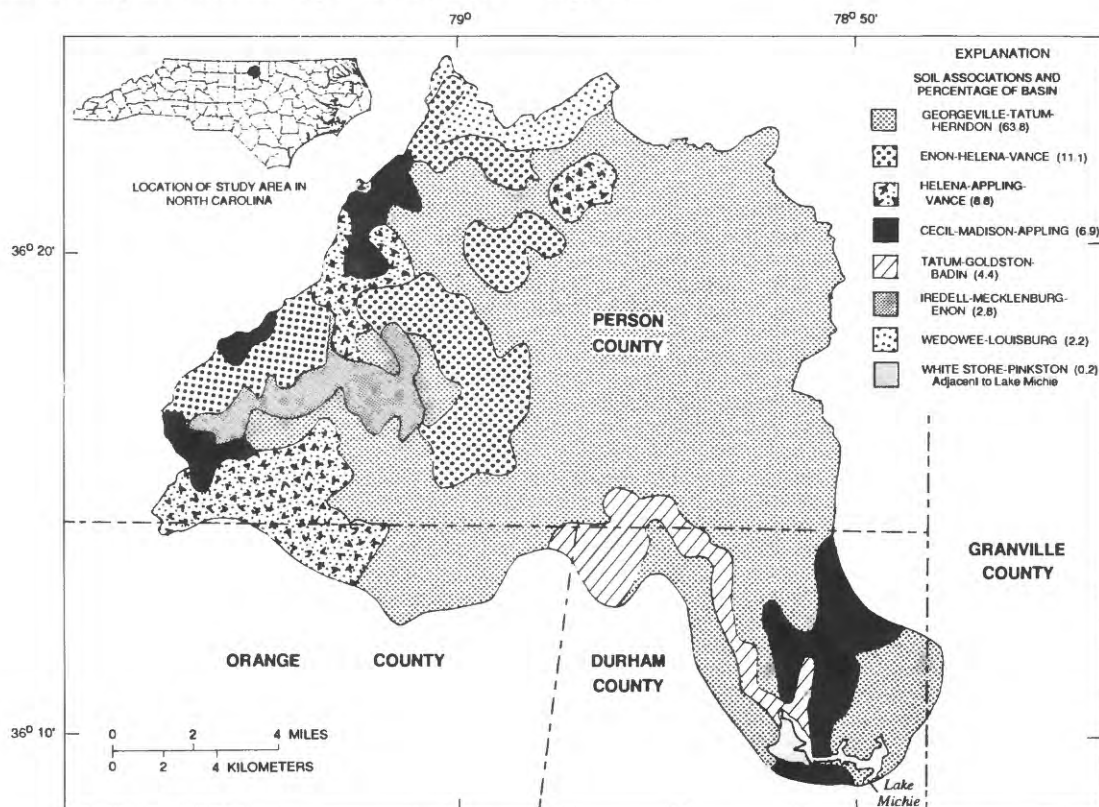 79°
78° 50'
EXPLANATION
SOIL ASSOCIATIONS AND
PERCENTAGE OF BASIN
GEORGEVILLE-TATUM-
HERNDON (63.8)
ENON-HELENA-VANCE (11.1)
HELENA-APPLING-
VANCE (8.8)
CECIL-MADISON-APPLING (6.9)
TATUM-GOLDSTON-
BADIN (4.4)
IREDELL-MECKLENBURG-
ENON (2.8)
WEDOWEE-LOUISBURG (2.2)
WHITE STORE-PINKSTON (0.2)
Adjacent to Lake Michie
LOCATION OF STUDY AREA IN
NORTH CAROLINA
36° 20'
PERSON
COUNTY
GRANVILLE
COUNTY
ORANGE COUNTY
DURHAM
COUNTY
36° 10'
0 2 4 MILES
0 2 4 KILOMETERS
Lake
Michie